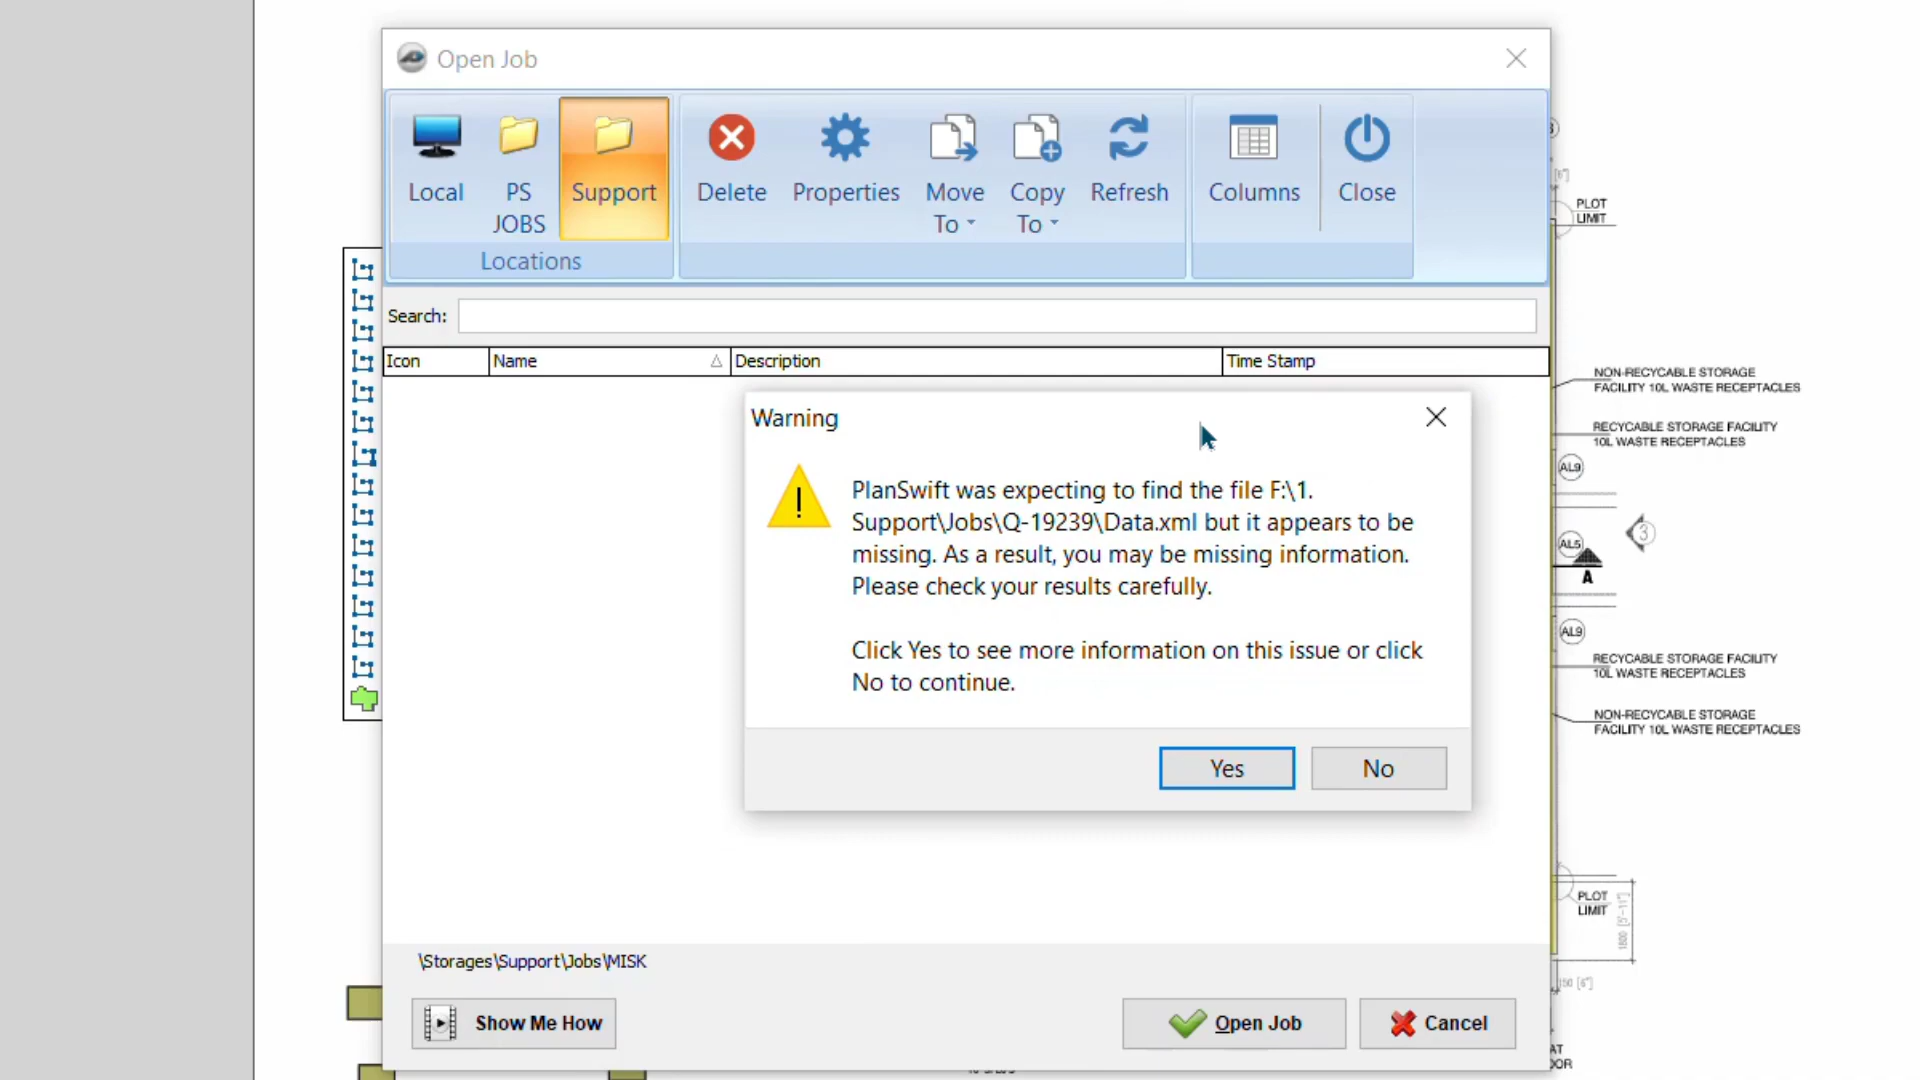 Open Job
Local
PS
JOBS
Support
Delete
Properties
Move
To
Copy
To
Refresh
Columns
Close
Locations
Search:
Icon
Name
Description
Time Stamp
Warning
PlanSwift was expecting to find the file F:\1.
Support\Jobs\Q-19239\Data.xml but it appears to be
missing. As a result, you may be missing information.
Please check your results carefully.
Click Yes to see more information on this issue or click
No to continue.
Yes
No
\Storages\Support\Jobs\MISK
Show Me How
Open Job
Cancel
PLOT
LIMIT
NON-RECYCABLE STORAGE
FACILITY 10L WASTE RECEPTACLES
RECYCABLE STORAGE FACILITY
10L WASTE RECEPTACLES
AL9
AL5
3
A
AL9
RECYCABLE STORAGE FACILITY
10L WASTE RECEPTACLES
NON-RECYCABLE STORAGE
FACILITY 10L WASTE RECEPTACLES
PLOT
LIMIT
1800 [5'-11"]